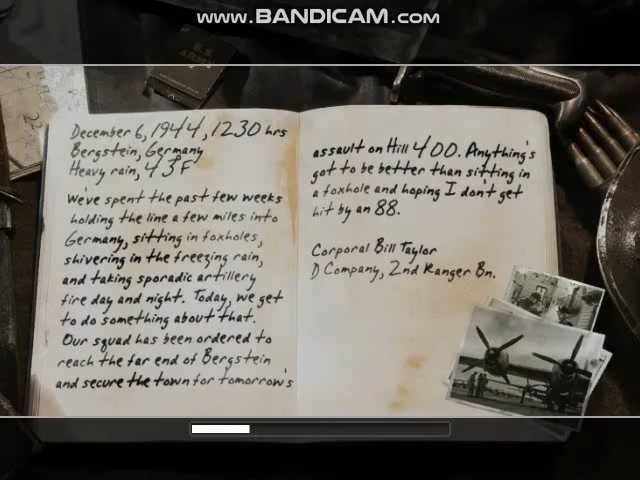 www.BANDICAM.com
December 6, 1944, 1230 hrs
Bergstein, Germany
Heavy rain, 43F
We've spent the past few weeks
holding the line a few miles into
Germany, sitting in foxholes,
shivering in the freezing rain,
and taking sporadic artillery
fire day and night. Today, we get
to do something about that.
Our squad has been ordered to
reach the far end of Bergstein
and secure the town for tomorrow's
assault on Hill 400. Anything's
got to be better than sitting in
a foxhole and hoping I don't get
hit by an 88.
Corporal Bill Taylor
D Company, 2nd Ranger Bn.